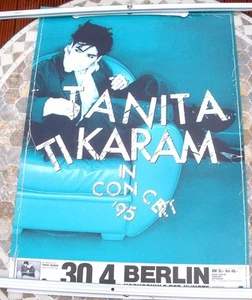 TANITA
TIKARAM
IN
CONCERT
'95
30.4 BERLIN